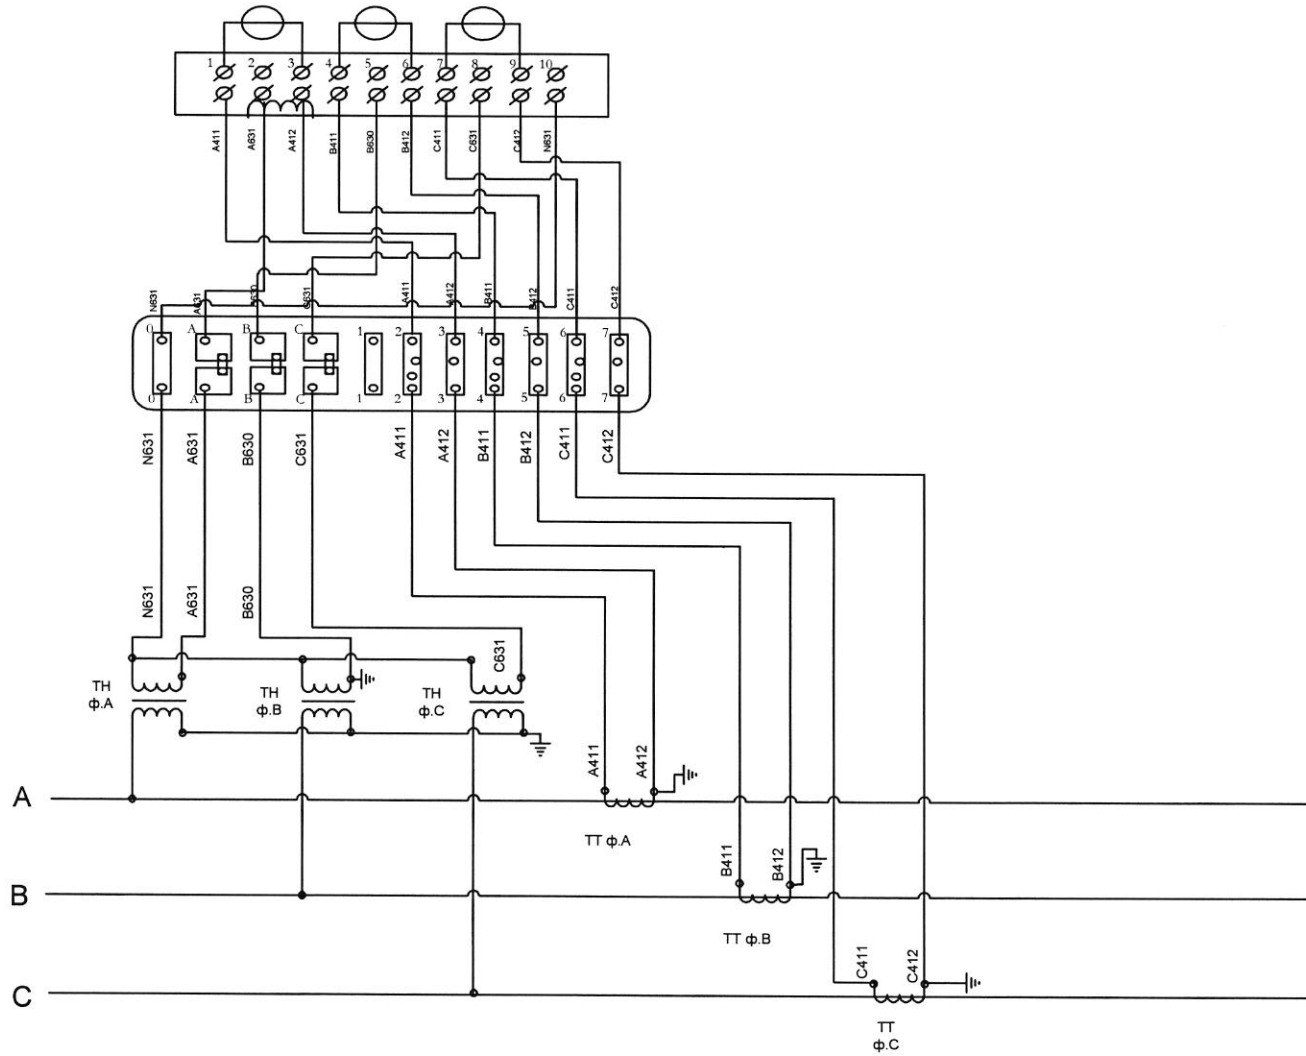 1 2 3 4 5 6 7 8 9 10
A411 A631 A412 B411 B630 B412 C411 C631 C412 N631
N631 A631 B630 C631 A411 A412 B411 B412 C411 C412
0 A B C 1 2 3 4 5 6 7
0 A B C 1 2 3 4 5 6 7
N631 A631 B630 C631 A411 A412 B411 B412 C411 C412
N631 A631 B630
C631
ТН
ф.А
ТН
ф.В
ТН
ф.С
A411 A412
A
ТТ ф.А
B411 B412
B
ТТ ф.В
C411 C412
C
ТТ
ф.С